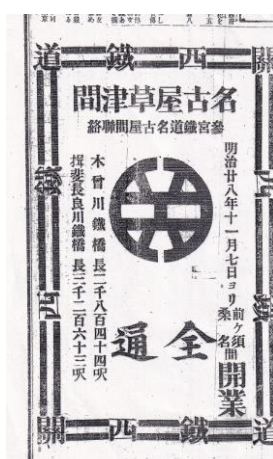 關西鐵道
名古屋草津間
參宮鐵道名古屋間聯絡
明治廿八年十一月七日ヨリ
前ヶ須
桑名間
開業
全通
木曾川鐵橋 長二千八百四十四呎
揖斐長良川鐵橋 長三千二百六十三呎
關西鐵道